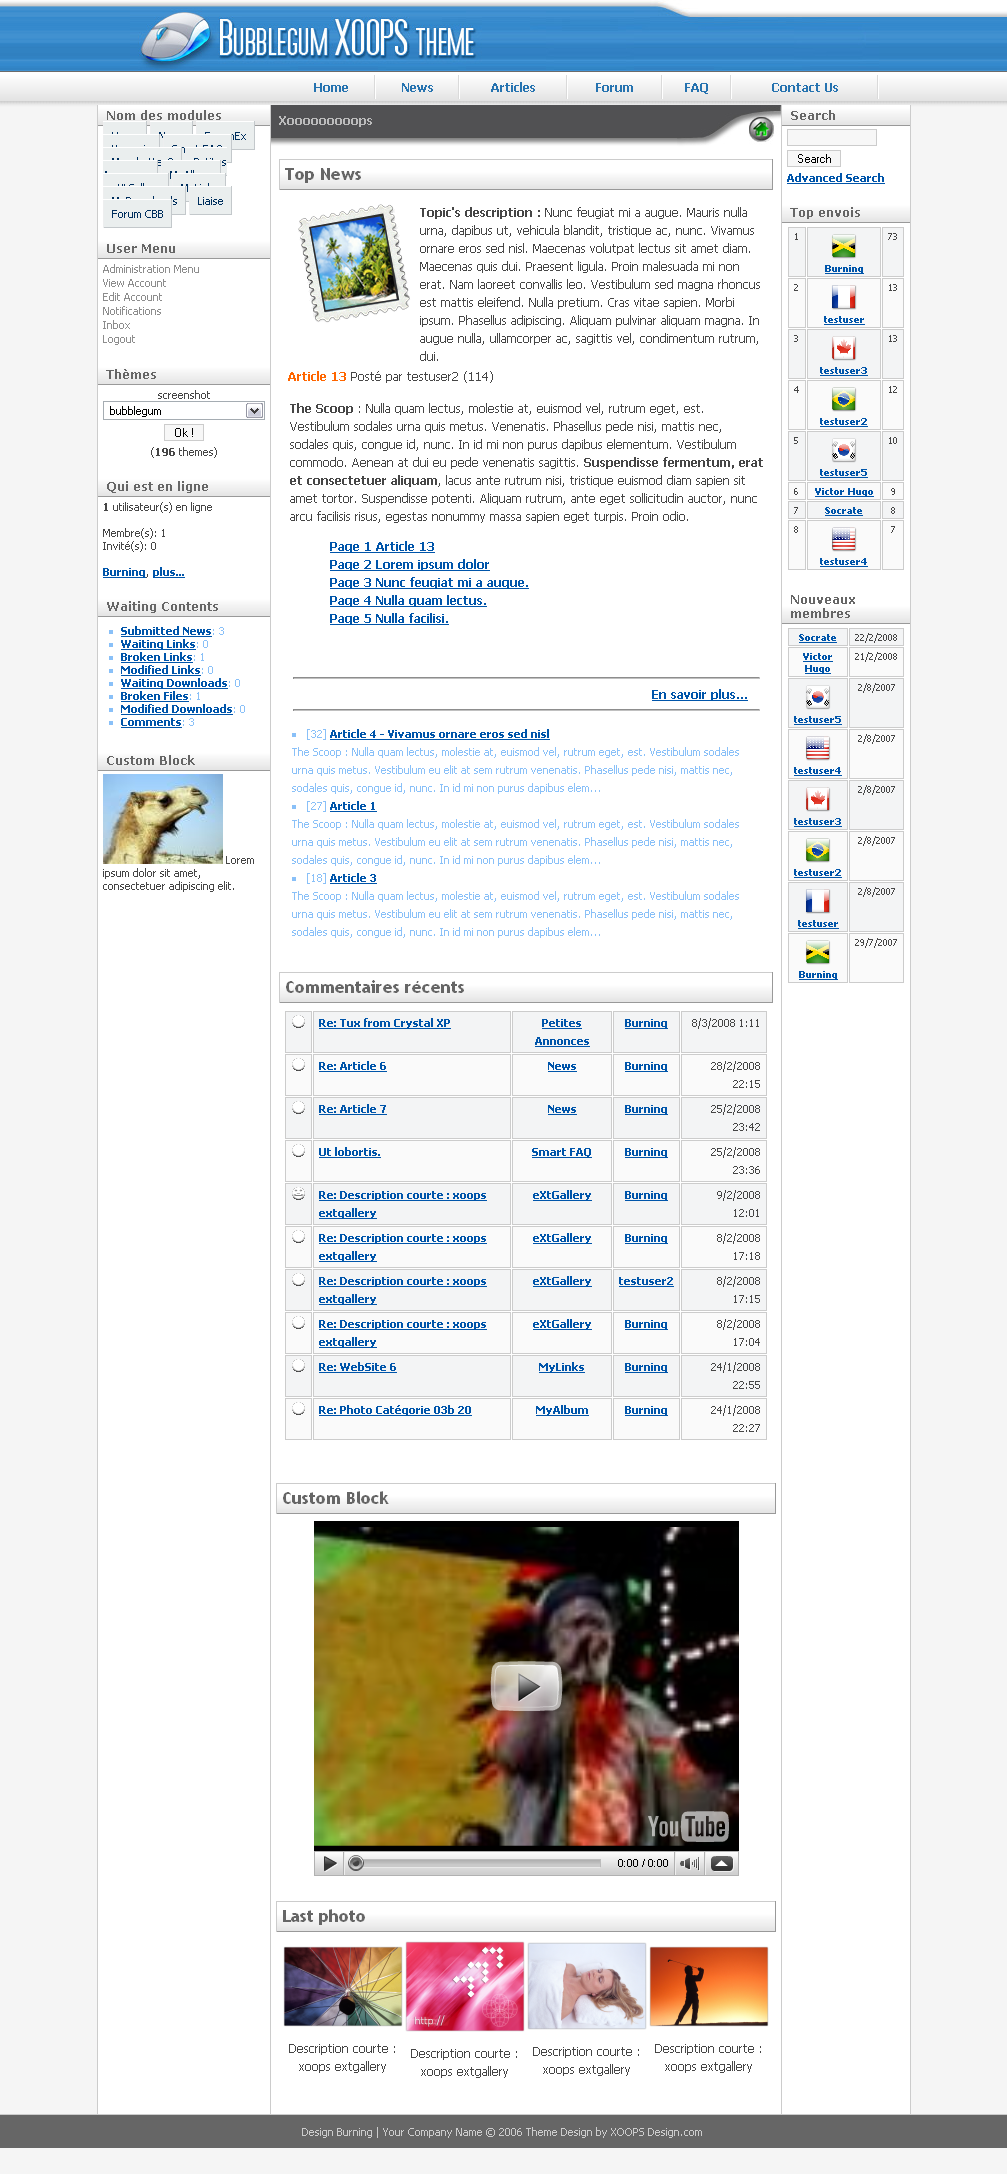 BUBBLEGUM XOOPS THEME
Home News Articles Forum FAQ Contact Us
Nom des modules
Liaise
Forum CBB
User Menu
Administration Menu
View Account
Edit Account
Notifications
Inbox
Logout
Thèmes
screenshot
bubblegum
Ok !
(196 themes)
Qui est en ligne
1 utilisateur(s) en ligne
Membre(s): 1
Invité(s): 0
Burning, plus...
Waiting Contents
Submitted News: 3
Waiting Links: 0
Broken Links: 1
Modified Links: 0
Waiting Downloads: 0
Broken Files: 1
Modified Downloads: 0
Comments: 3
Custom Block
Lorem
ipsum dolor sit amet,
consectetuer adipiscing elit.
Xooooooooops
Top News
Topic's description : Nunc feugiat mi a augue. Mauris nulla
urna, dapibus ut, vehicula blandit, tristique ac, nunc. Vivamus
ornare eros sed nisl. Maecenas volutpat lectus sit amet diam.
Maecenas quis dui. Praesent ligula. Proin malesuada mi non
erat. Nam laoreet convallis leo. Vestibulum sed magna rhoncus
est mattis eleifend. Nulla pretium. Cras vitae sapien. Morbi
ipsum. Phasellus adipiscing. Aliquam pulvinar aliquam magna. In
augue nulla, ullamcorper ac, sagittis vel, condimentum rutrum,
dui.
Article 13 Posté par testuser2 (114)
The Scoop : Nulla quam lectus, molestie at, euismod vel, rutrum eget, est.
Vestibulum sodales urna quis metus. Venenatis. Phasellus pede nisi, mattis nec,
sodales quis, congue id, nunc. In id mi non purus dapibus elementum. Vestibulum
commodo. Aenean at dui eu pede venenatis sagittis. Suspendisse fermentum, erat
et consectetuer aliquam, lacus ante rutrum nisi, tristique euismod diam sapien sit
amet tortor. Suspendisse potenti. Aliquam rutrum, ante eget sollicitudin auctor, nunc
arcu facilisis risus, egestas nonummy massa sapien eget turpis. Proin odio.
Page 1 Article 13
Page 2 Lorem ipsum dolor
Page 3 Nunc feugiat mi a augue.
Page 4 Nulla quam lectus.
Page 5 Nulla facilisi.
En savoir plus...
[32] Article 4 - Vivamus ornare eros sed nisl
The Scoop : Nulla quam lectus, molestie at, euismod vel, rutrum eget, est. Vestibulum sodales
urna quis metus. Vestibulum eu elit at sem rutrum venenatis. Phasellus pede nisi, mattis nec,
sodales quis, congue id, nunc. In id mi non purus dapibus elem...
[27] Article 1
The Scoop : Nulla quam lectus, molestie at, euismod vel, rutrum eget, est. Vestibulum sodales
urna quis metus. Vestibulum eu elit at sem rutrum venenatis. Phasellus pede nisi, mattis nec,
sodales quis, congue id, nunc. In id mi non purus dapibus elem...
[18] Article 3
The Scoop : Nulla quam lectus, molestie at, euismod vel, rutrum eget, est. Vestibulum sodales
urna quis metus. Vestibulum eu elit at sem rutrum venenatis. Phasellus pede nisi, mattis nec,
sodales quis, congue id, nunc. In id mi non purus dapibus elem...
Commentaires récents
Re: Tux from Crystal XP Petites Burning 8/3/2008 1:11
Annonces
Re: Article 6 News Burning 28/2/2008
22:15
Re: Article 7 News Burning 25/2/2008
23:42
Ut lobortis. Smart FAQ Burning 25/2/2008
23:36
Re: Description courte : xoops eXtGallery Burning 9/2/2008
extgallery 12:01
Re: Description courte : xoops eXtGallery Burning 8/2/2008
extgallery 17:18
Re: Description courte : xoops eXtGallery testuser2 8/2/2008
extgallery 17:15
Re: Description courte : xoops eXtGallery Burning 8/2/2008
extgallery 17:04
Re: WebSite 6 MyLinks Burning 24/1/2008
22:55
Re: Photo Catégorie 03b 20 MyAlbum Burning 24/1/2008
22:27
Custom Block
YouTube
0:00 / 0:00
Last photo
http://
Description courte : Description courte : Description courte : Description courte :
xoops extgallery xoops extgallery xoops extgallery xoops extgallery
Search
Search
Advanced Search
Top envois
1 Burning 73
2 testuser 13
3 testuser3 13
4 testuser2 12
5 testuser5 10
6 Victor Hugo 9
7 Socrate 8
8 testuser4 7
Nouveaux
membres
Socrate 22/2/2008
Victor 21/2/2008
Hugo
testuser5 2/8/2007
testuser4 2/8/2007
testuser3 2/8/2007
testuser2 2/8/2007
testuser 2/8/2007
Burning 29/7/2007
Design Burning | Your Company Name © 2006 Theme Design by XOOPS Design.com